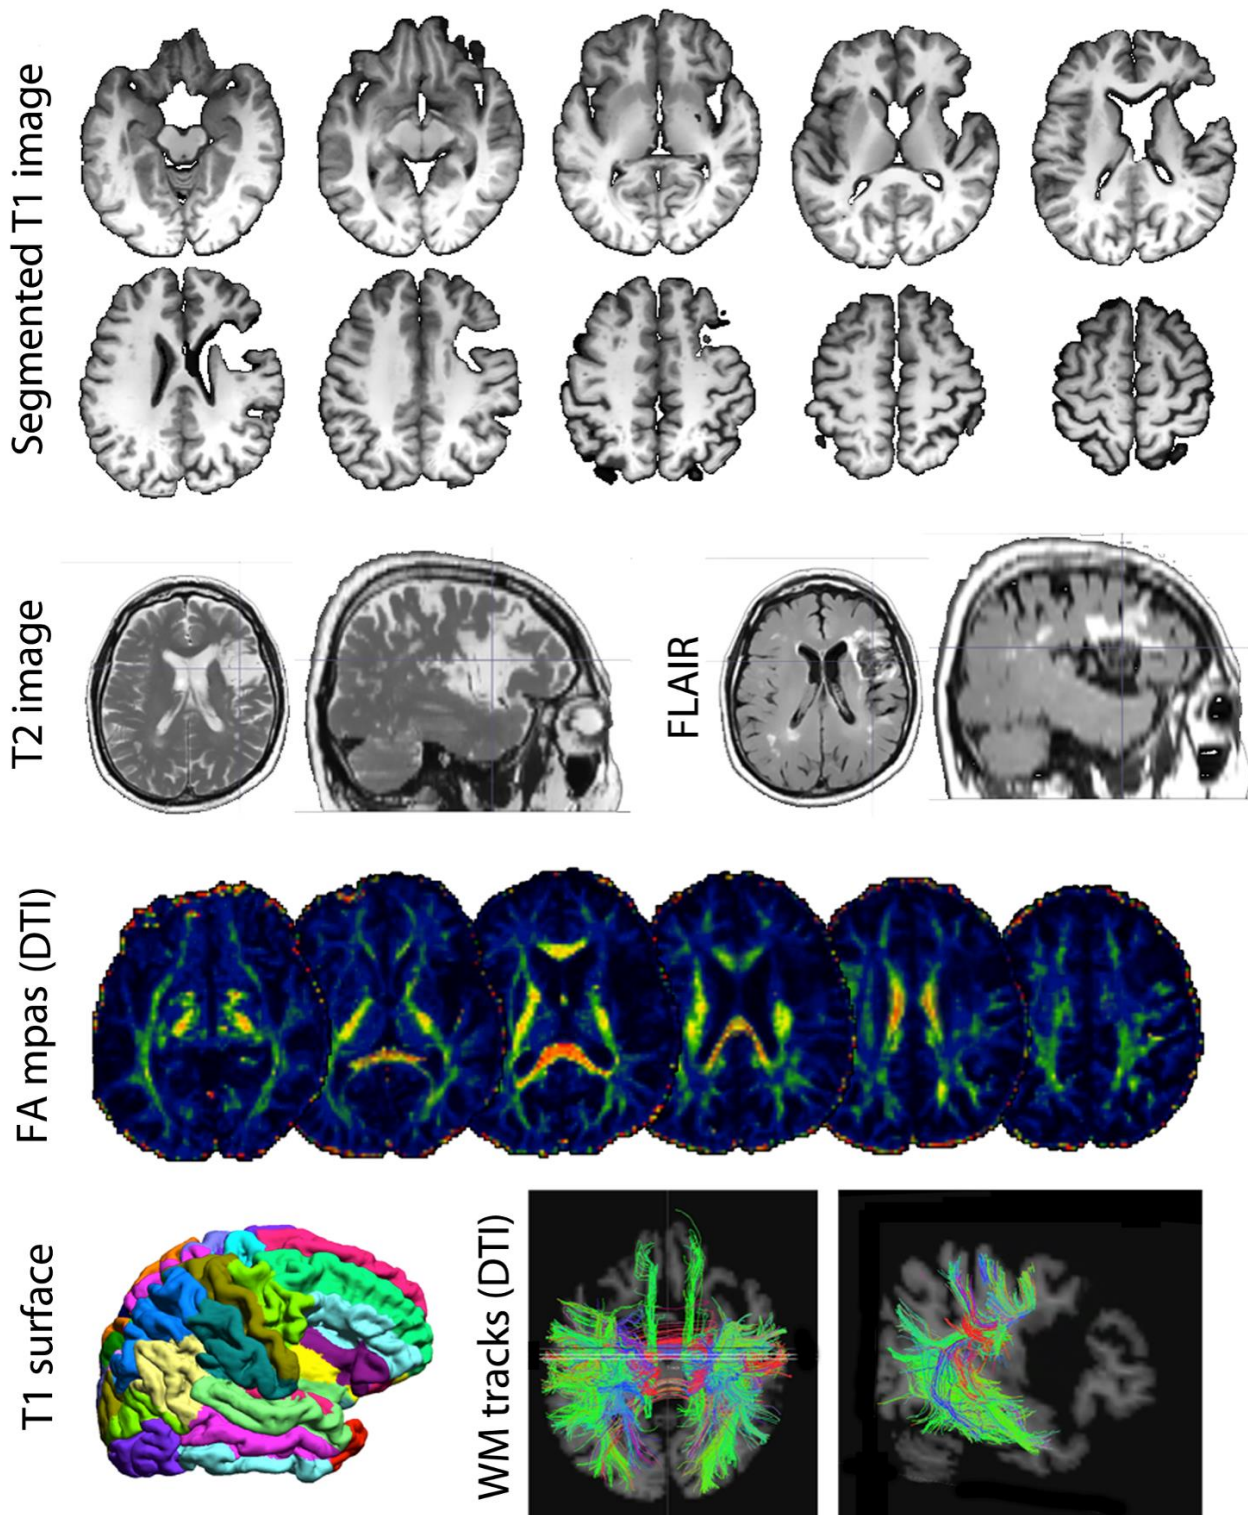 Segmented T1 image
T2 image
FLAIR
FA mpas (DTI)
T1 surface
WM tracks (DTI)